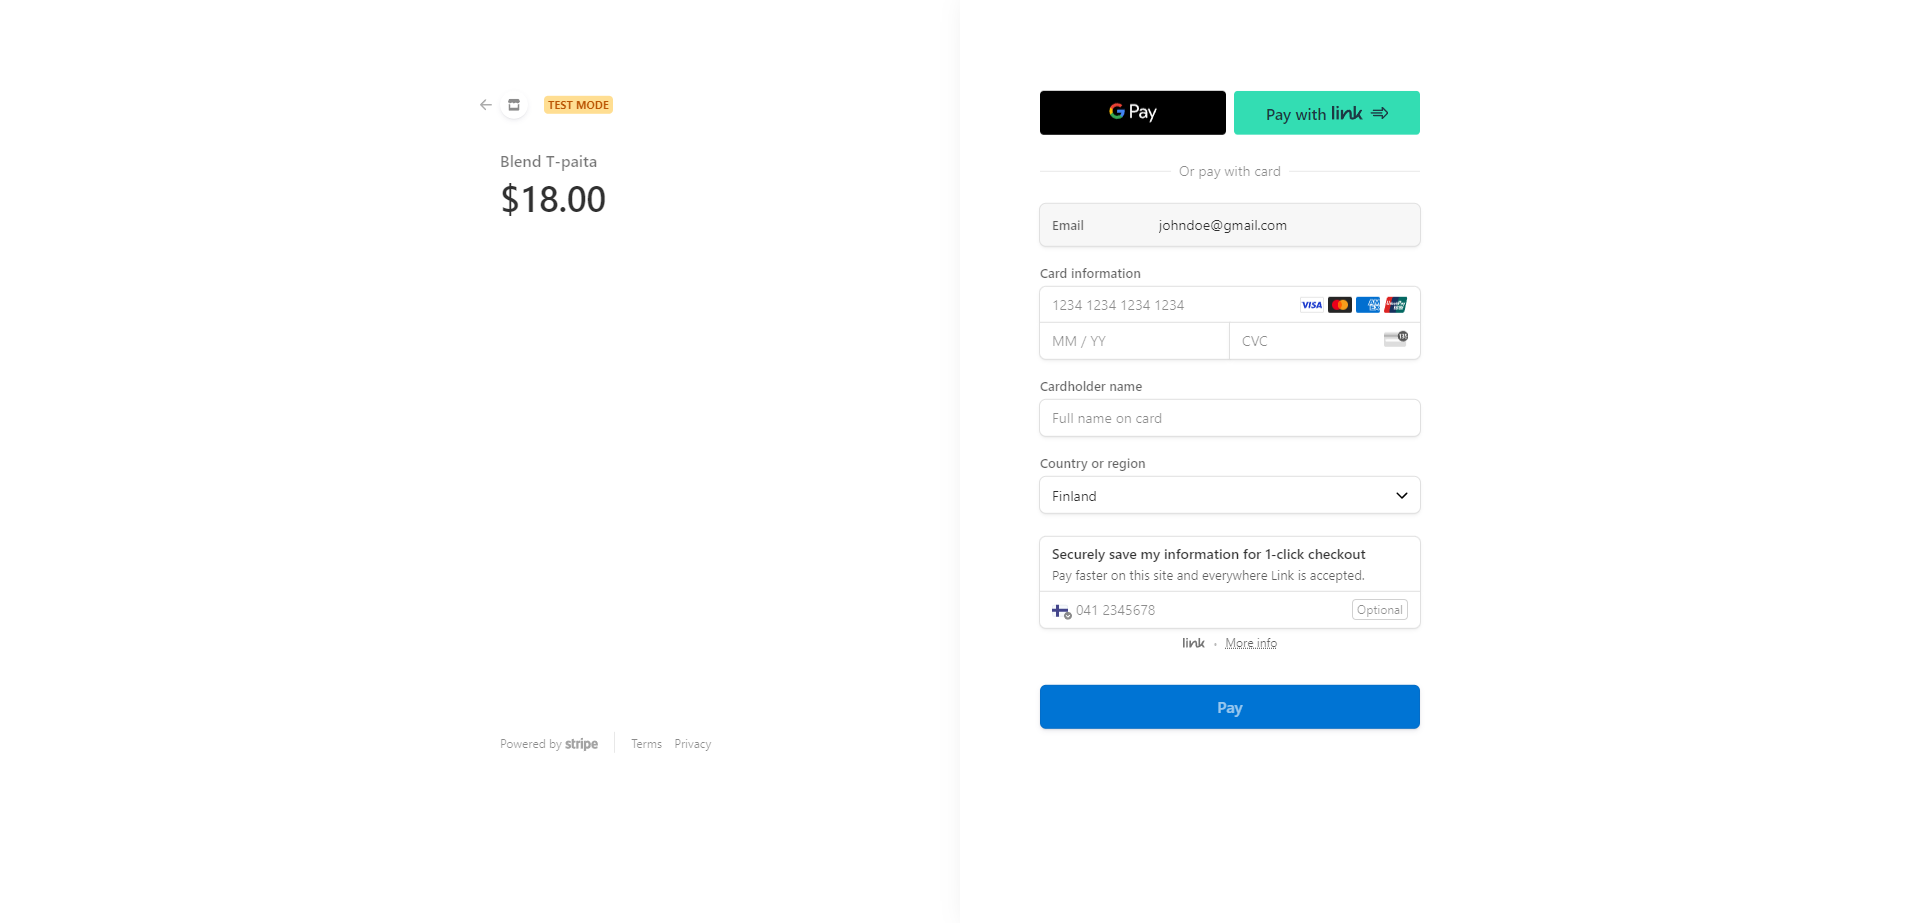 TEST MODE
Blend T-paita
$18.00
Powered by stripe
Terms Privacy
G Pay
Pay with link
Or pay with card
Email johndoe@gmail.com
Card information
1234 1234 1234 1234 VISA
MM / YY CVC
Cardholder name
Full name on card
Country or region
Finland
Securely save my information for 1-click checkout
Pay faster on this site and everywhere Link is accepted.
041 2345678 Optional
link • More info
Pay